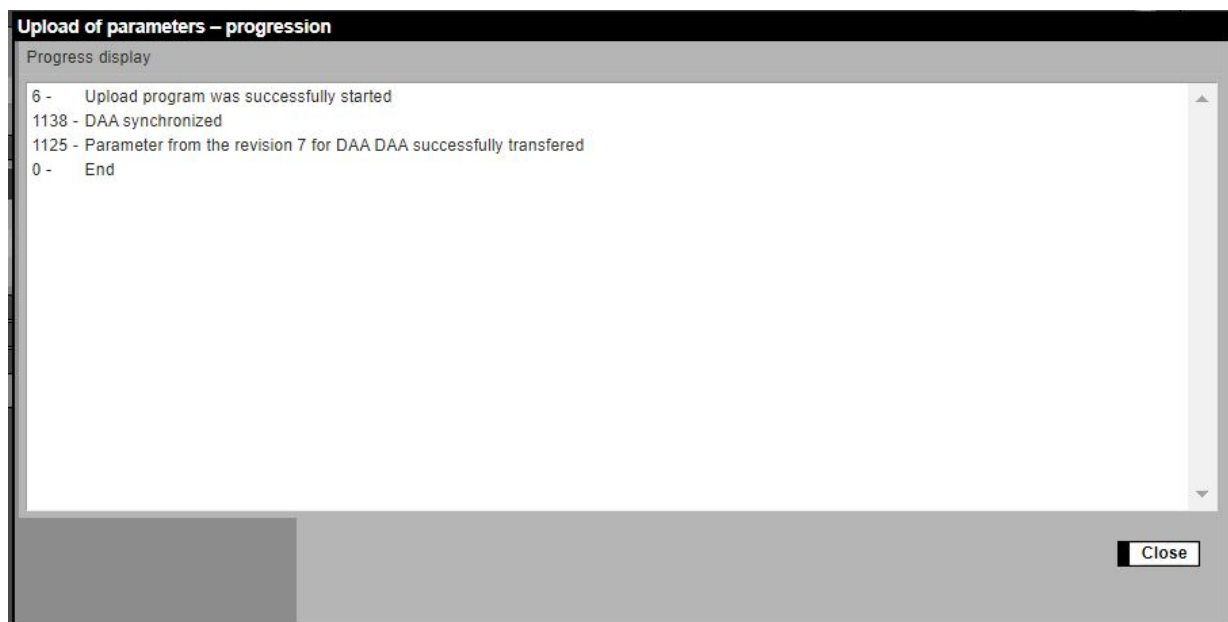 Upload of parameters – progression
Progress display
6 - Upload program was successfully started
1138 - DAA synchronized
1125 - Parameter from the revision 7 for DAA DAA successfully transfered
0 - End
Close